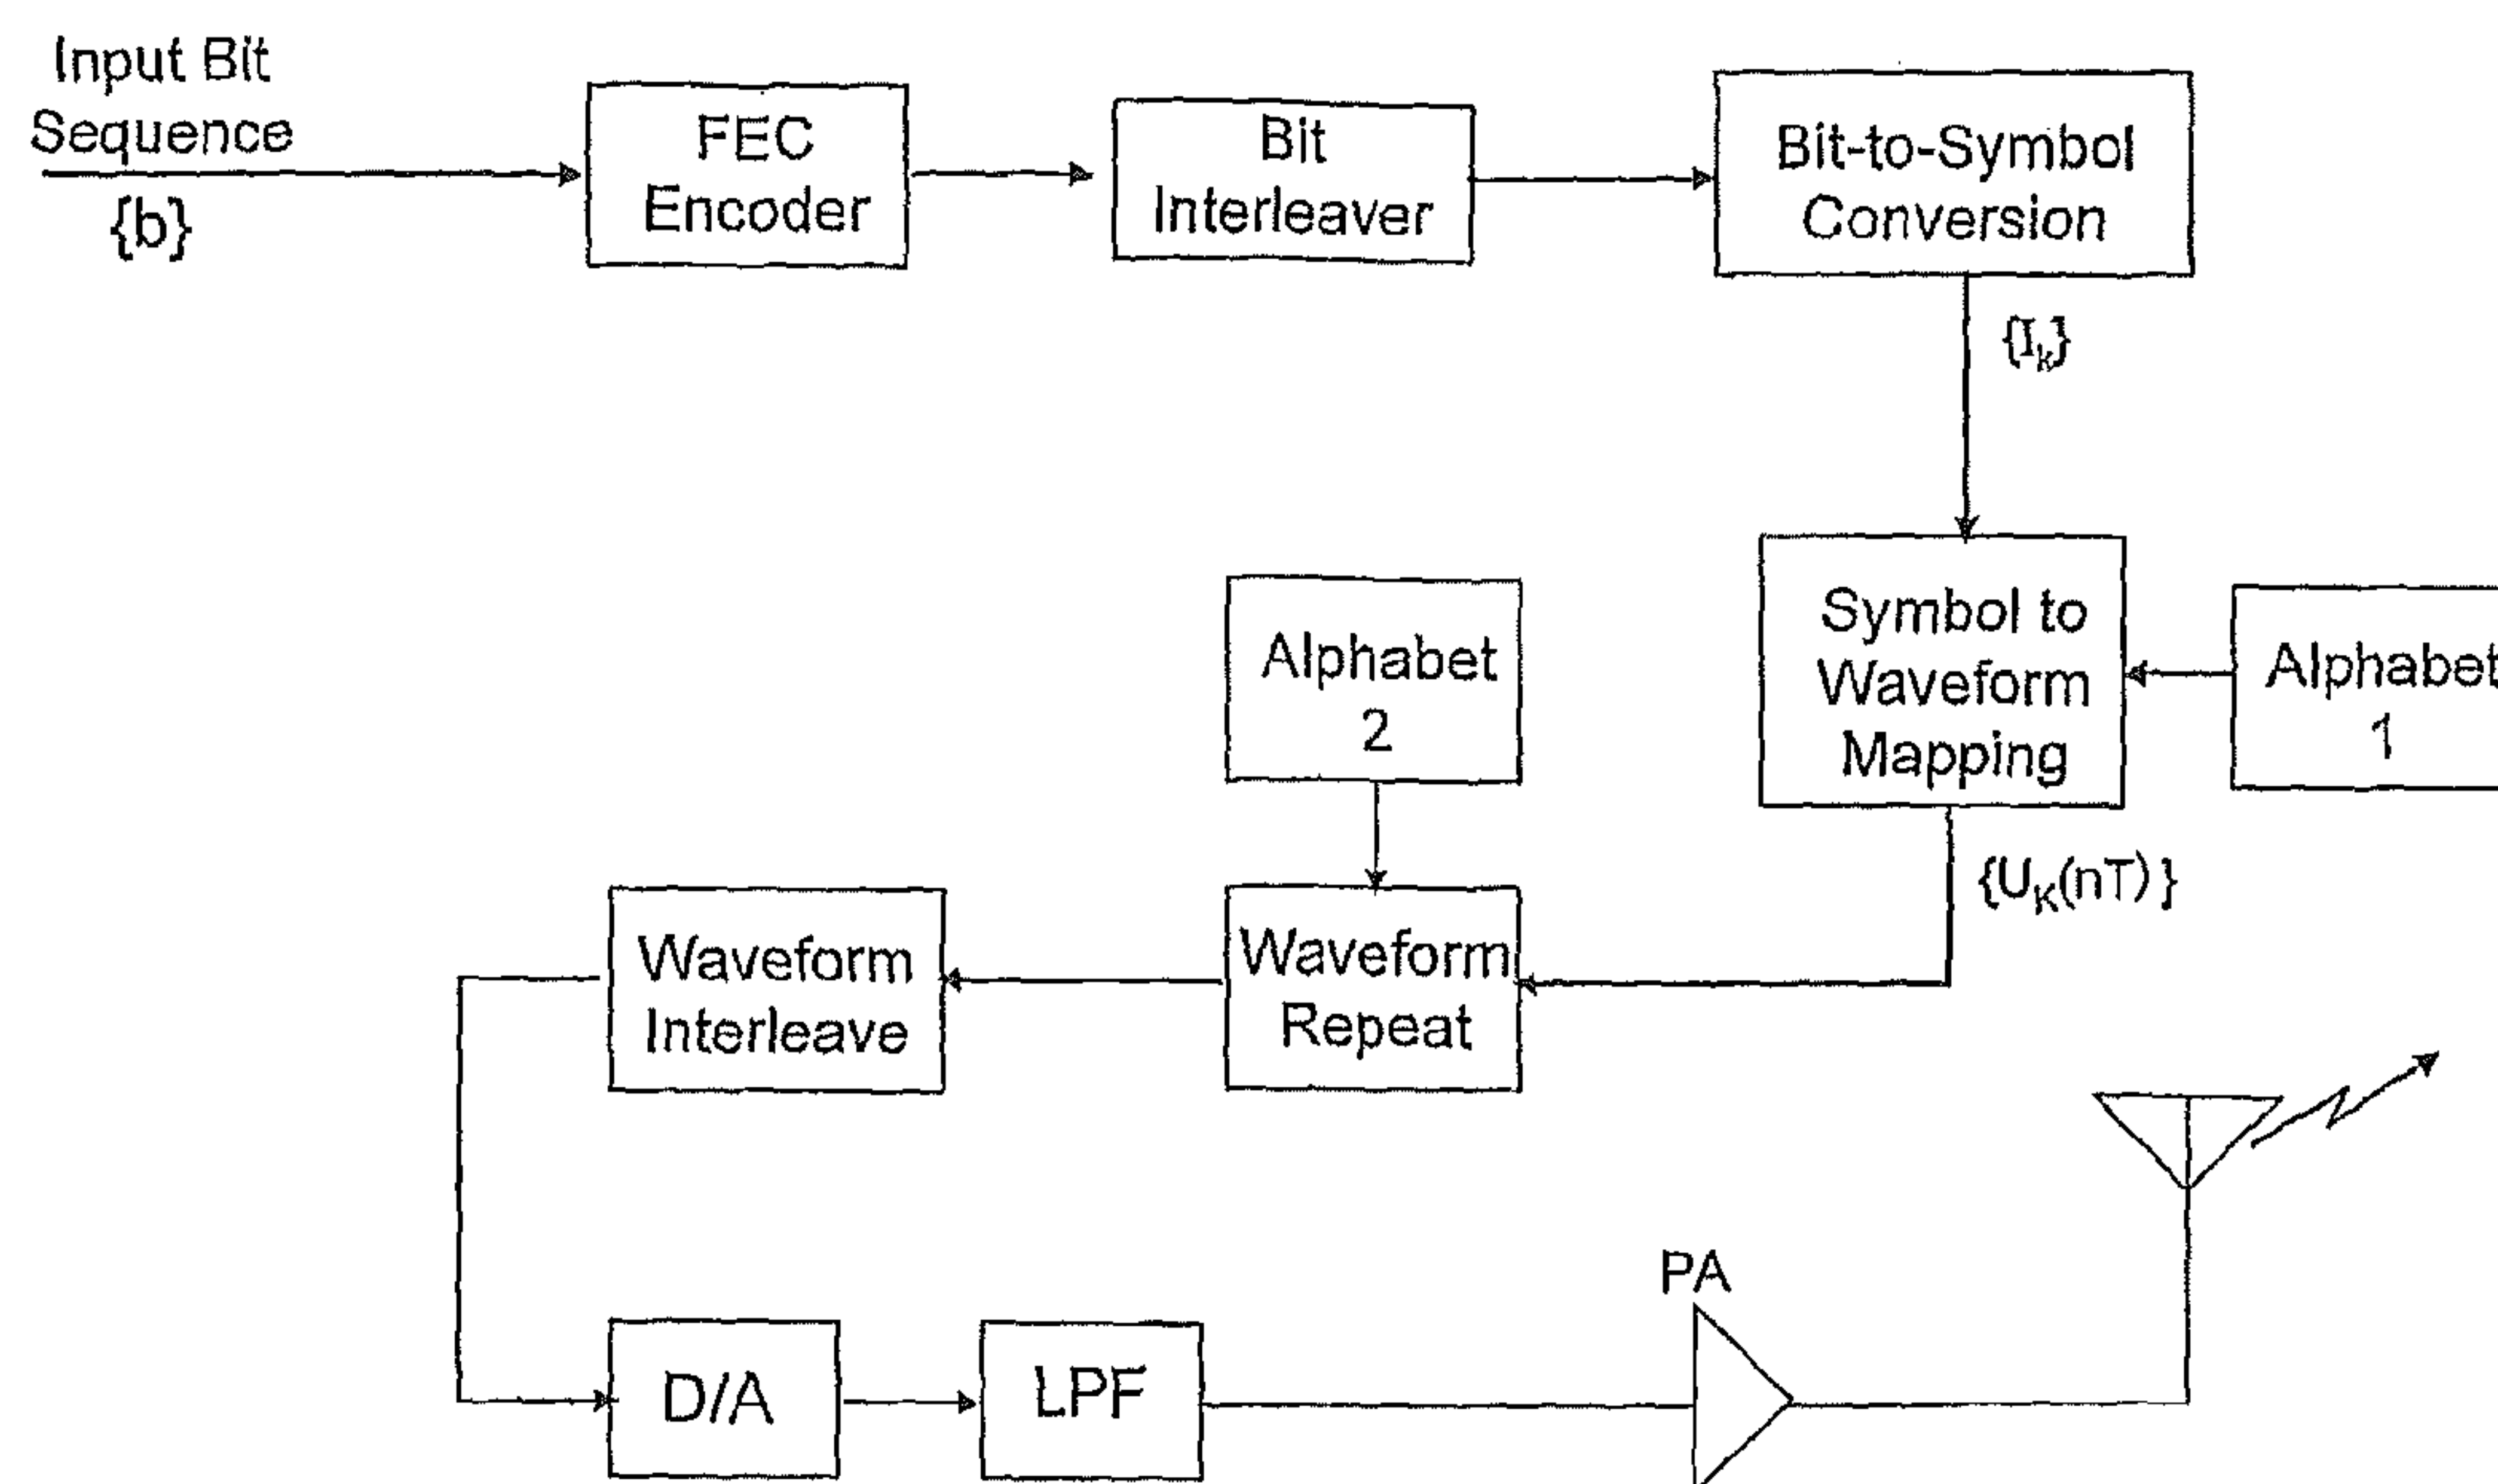 Input Bit
Sequence
{b}
FEC
Encoder
Bit
Interleaver
Bit-to-Symbol
Conversion
{I_k}
Symbol to
Waveform
Mapping
Alphabet
1
Alphabet
2
{U_K(nT)}
Waveform
Repeat
Waveform
Interleave
D/A
LPF
PA